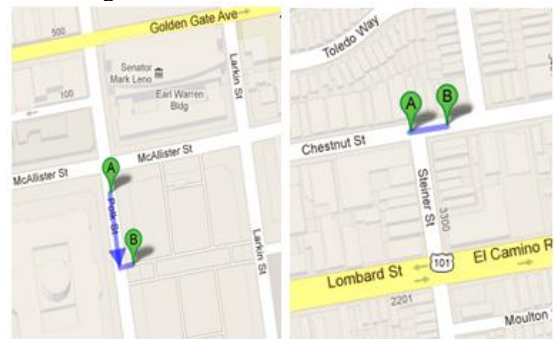 Golden Gate Ave
500
Senator
Mark Leno
Earl Warren
Bldg
Larkin St
100
McAllister St
McAllister St
A
Polk St
B
Larkin St
Toledo Way
A
B
Chestnut St
Steiner St
3300
101
El Camino R
Lombard St
2201
Moulton